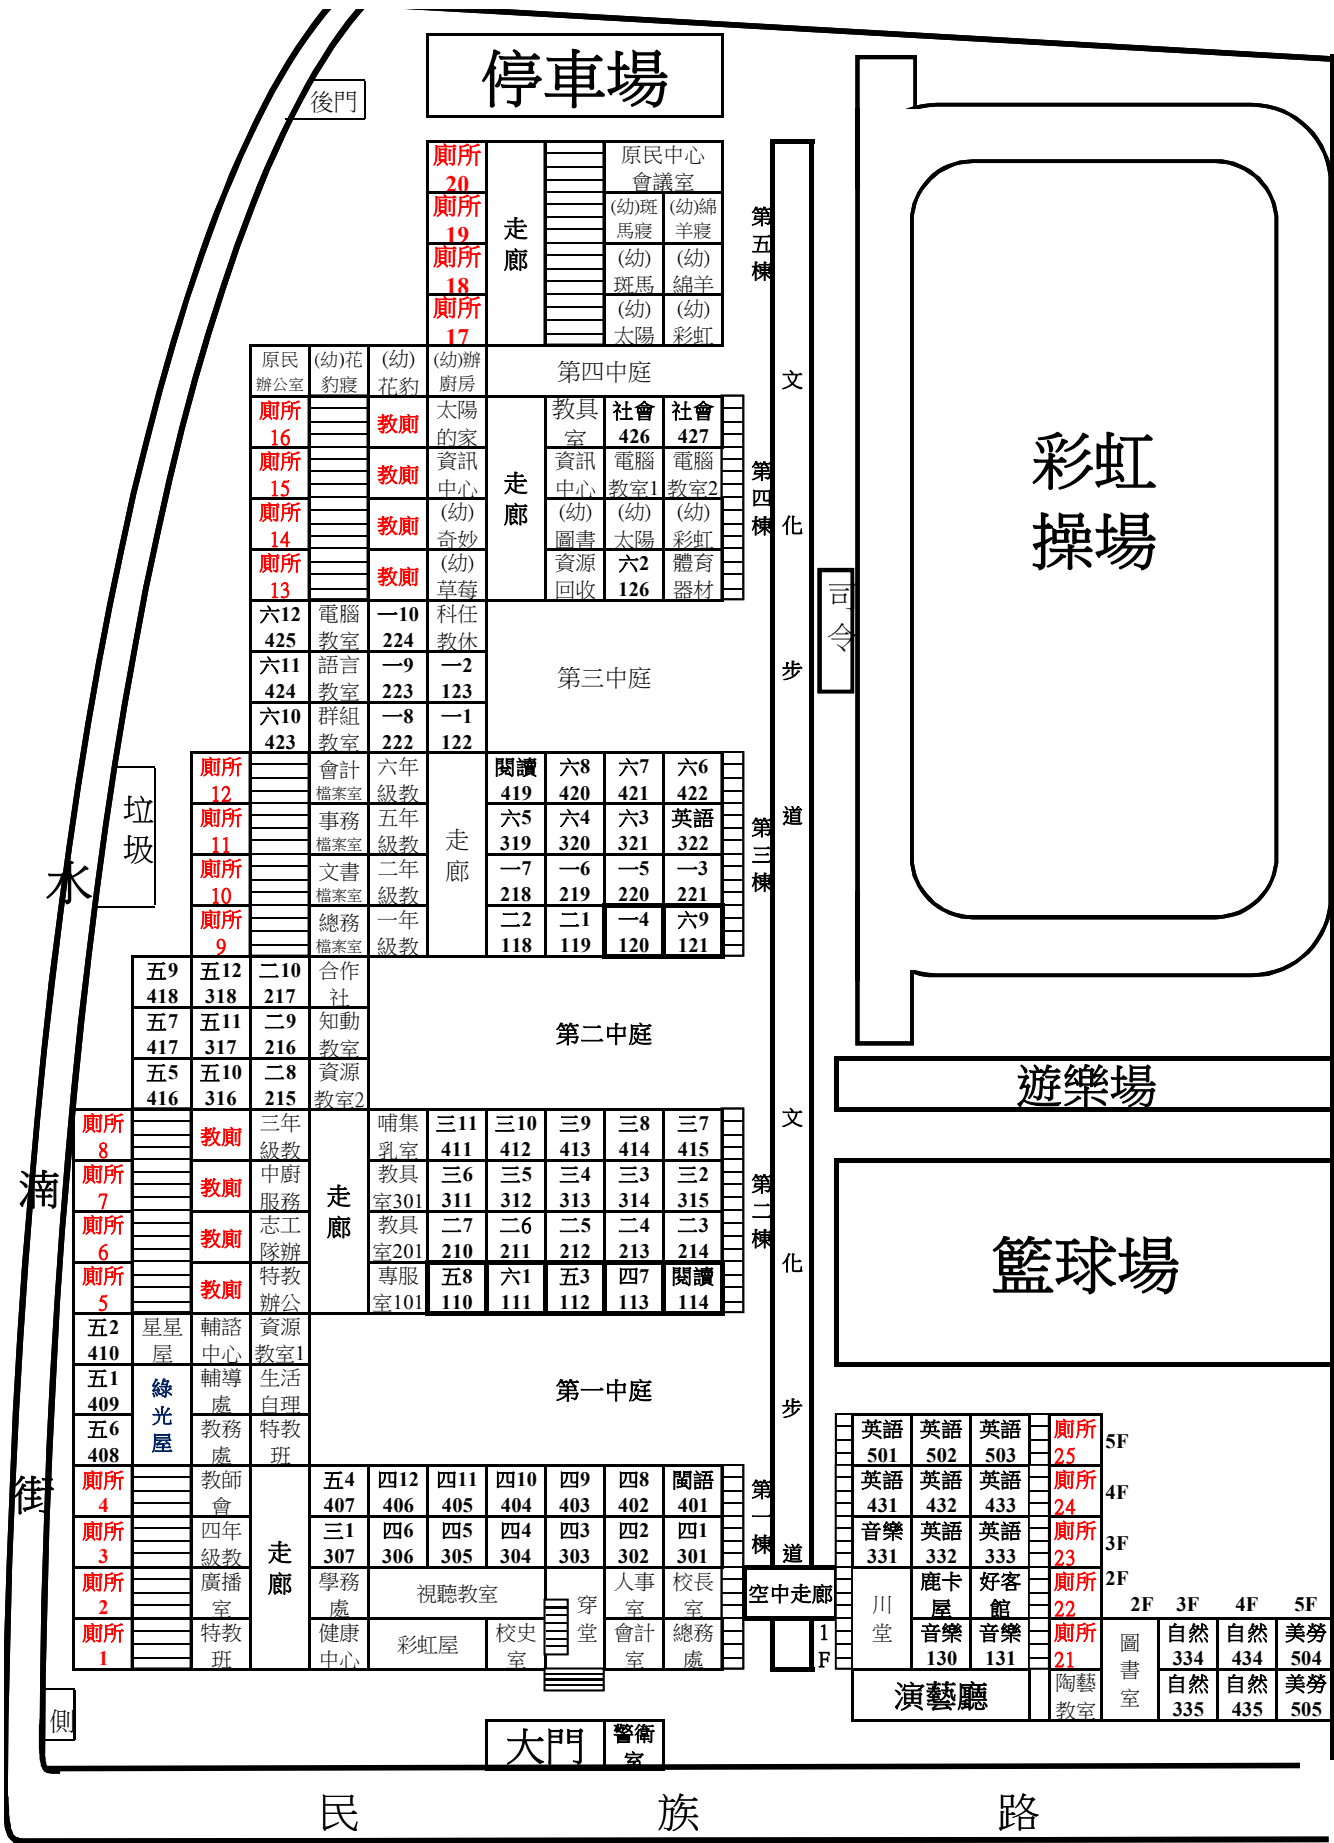 停車場
後門
廁所 原民中心
20 會議室
廁所 (幼)斑 (幼)綿
19 馬寢 羊寢
廁所 (幼) (幼)
18 斑馬 綿羊
廁所 (幼) (幼)
17 太陽 彩虹
走廊
第五棟
原民 (幼)花 (幼) (幼)辦
辦公室 豹寢 花豹 廚房
第四中庭
廁所 教廁 太陽 教具 社會 社會
16 的家 室 426 427
廁所 教廁 資訊 資訊 電腦 電腦
15 中心 中心 教室1 教室2
廁所 教廁 (幼) (幼) (幼) (幼)
14 奇妙 圖書 太陽 彩虹
廁所 教廁 (幼) 資源 六2 體育
13 草莓 回收 126 器材
走廊
第四棟
六12 電腦 一10 科任
425 教室 224 教休
六11 語言 一9 一2
424 教室 223 123
六10 群組 一8 一1
423 教室 222 122
第三中庭
廁所 會計 六年 閱讀 六8 六7 六6
12 檔案室 級教 419 420 421 422
廁所 事務 五年 六5 六4 六3 英語
11 檔案室 級教 319 320 321 322
廁所 文書 二年 一7 一6 一5 一3
10 檔案室 級教 218 219 220 221
廁所 總務 一年 二2 二1 一4 六9
9 檔案室 級教 118 119 120 121
走廊
第三棟
垃圾
五9 五12 二10 合作
418 318 217 社
五7 五11 二9 知動
417 317 216 教室
五5 五10 二8 資源
416 316 215 教室2
第二中庭
廁所 教廁 三年 哺集 三11 三10 三9 三8 三7
8 級教 乳室 411 412 413 414 415
廁所 教廁 中廚 教具 三6 三5 三4 三3 三2
7 服務 室301 311 312 313 314 315
廁所 教廁 志工 教具 二7 二6 二5 二4 二3
6 隊辦 室201 210 211 212 213 214
廁所 教廁 特教 專服 五8 六1 五3 四7 閱讀
5 辦公 室101 110 111 112 113 114
走廊
第二棟
五2 星星 輔諮 資源
410 屋 中心 教室1
五1 輔導 生活
409 處 自理
五6 教務 特教
408 處 班
綠光屋
第一中庭
廁所 教師 五4 四12 四11 四10 四9 四8 閩語
4 會 407 406 405 404 403 402 401
廁所 四年 三1 四6 四5 四4 四3 四2 四1
3 級教 307 306 305 304 303 302 301
廁所 廣播 學務 視聽教室 人事 校長
2 室 處 室 室
廁所 特教 健康 彩虹屋 校史 會計 總務
1 班 中心 室 室 處
走廊
穿堂
第一棟
文化步道
文化步道
空中走廊
1F
司令
彩虹
操場
遊樂場
籃球場
英語 英語 英語 廁所 5F
501 502 503 25
英語 英語 英語 廁所 4F
431 432 433 24
音樂 英語 英語 廁所 3F
331 332 333 23
鹿卡 好客 廁所 2F
屋 館 22
2F 3F 4F 5F
音樂 音樂 廁所 自然 自然 美勞
130 131 21 334 434 504
川堂
圖書室
演藝廳
陶藝 自然 自然 美勞
教室 335 435 505
側
大門
警衛
室
水湳街
民族路